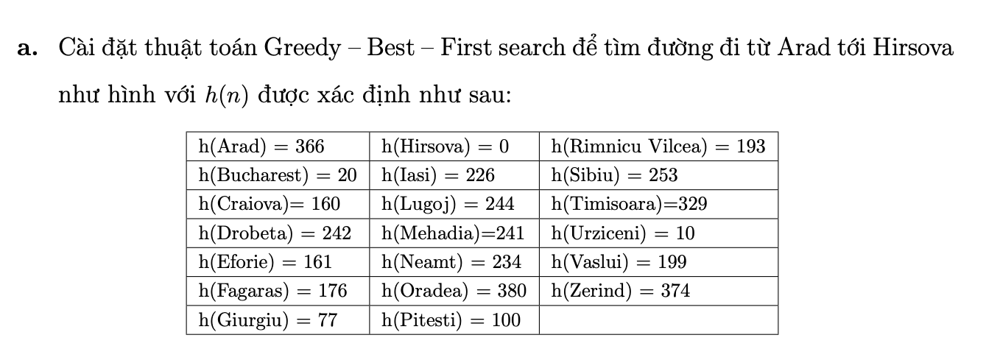 a. Cài đặt thuật toán Greedy – Best – First search để tìm đường đi từ Arad tới Hirsova
như hình với h(n) được xác định như sau:
h(Arad) = 366 h(Hirsova) = 0 h(Rimnicu Vilcea) = 193
h(Bucharest) = 20 h(Iasi) = 226 h(Sibiu) = 253
h(Craiova)= 160 h(Lugoj) = 244 h(Timisoara)=329
h(Drobeta) = 242 h(Mehadia)=241 h(Urziceni) = 10
h(Eforie) = 161 h(Neamt) = 234 h(Vaslui) = 199
h(Fagaras) = 176 h(Oradea) = 380 h(Zerind) = 374
h(Giurgiu) = 77 h(Pitesti) = 100